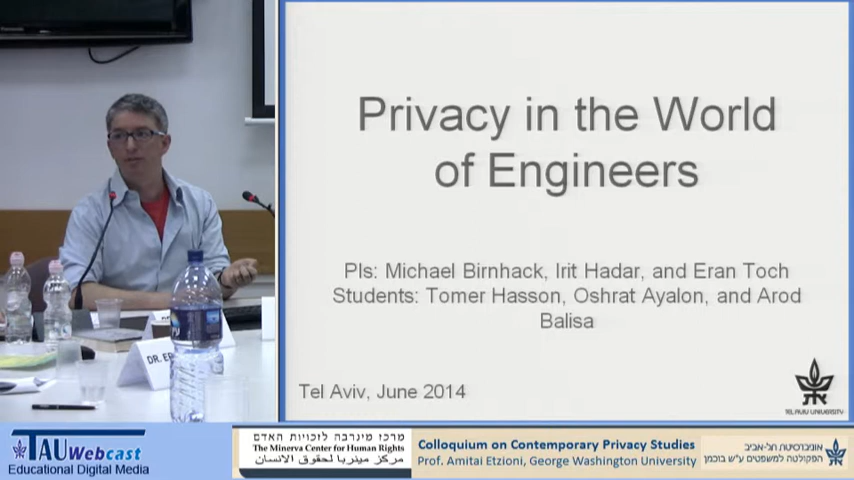 Privacy in the World
of Engineers
PIs: Michael Birnhack, Irit Hadar, and Eran Toch
Students: Tomer Hasson, Oshrat Ayalon, and Arod
Balisa
Tel Aviv, June 2014
TEL AVIV UNIVERSITY
DR. ER
TAU Webcast
Educational Digital Media
מרכז מינרבה לזכויות האדם
The Minerva Center for Human Rights
مركز مينربا لحقوق الانسان
Colloquium on Contemporary Privacy Studies
Prof. Amitai Etzioni, George Washington University
אוניברסיטת תל-אביב
הפקולטה למשפטים ע"ש בוכמן